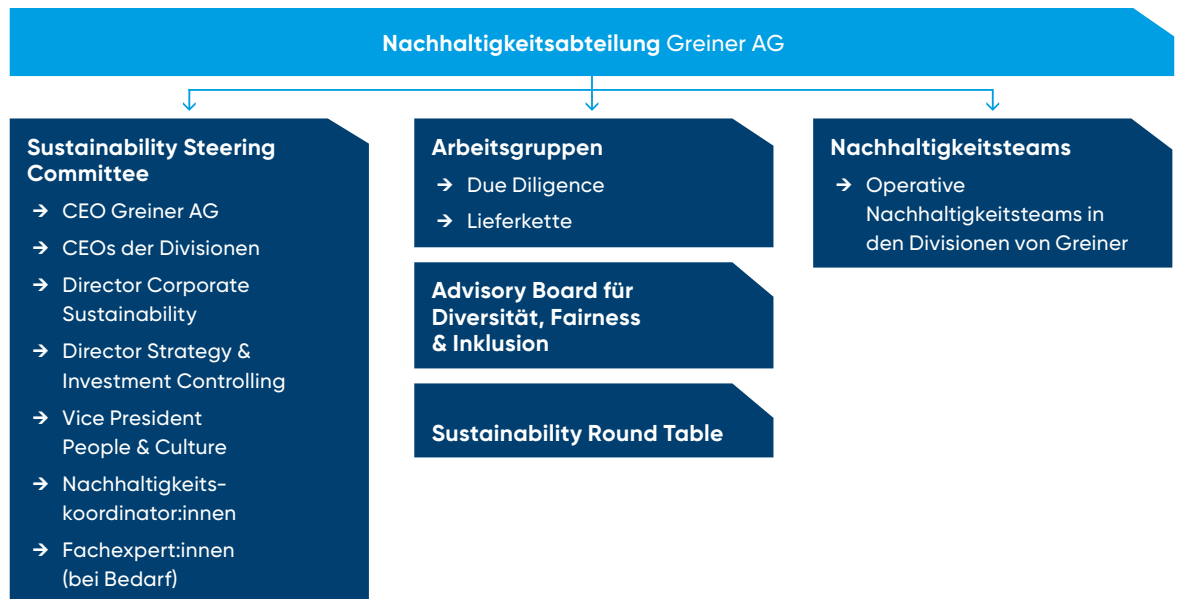 Nachhaltigkeitsabteilung Greiner AG
Sustainability Steering
Committee
→ CEO Greiner AG
→ CEOs der Divisionen
→ Director Corporate
Sustainability
→ Director Strategy &
Investment Controlling
→ Vice President
People & Culture
→ Nachhaltigkeits-
koordinator:innen
→ Fachexpert:innen
(bei Bedarf)
Arbeitsgruppen
→ Due Diligence
→ Lieferkette
Advisory Board für
Diversität, Fairness
& Inklusion
Sustainability Round Table
Nachhaltigkeitsteams
→ Operative
Nachhaltigkeitsteams in
den Divisionen von Greiner